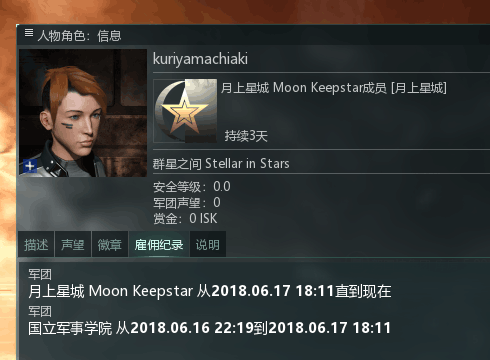 人物角色：信息
kuriyamachiaki
月上星城 Moon Keepstar成员 [月上星城]
持续3天
群星之间 Stellar in Stars
安全等级：0.0
军团声望：0
赏金：0 ISK
描述 声望 徽章 雇佣纪录 说明
军团
月上星城 Moon Keepstar 从2018.06.17 18:11直到现在
军团
国立军事学院 从2018.06.16 22:19到2018.06.17 18:11